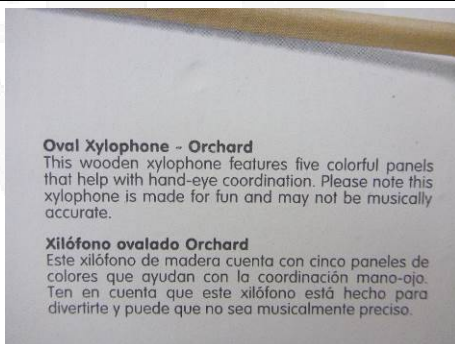 Oval Xylophone - Orchard
This wooden xylophone features five colorful panels
that help with hand-eye coordination. Please note this
xylophone is made for fun and may not be musically
accurate.
Xilófono ovalado Orchard
Este xilófono de madera cuenta con cinco paneles de
colores que ayudan con la coordinación mano-ojo.
Ten en cuenta que este xilófono está hecho para
divertirte y puede que no sea musicalmente preciso.